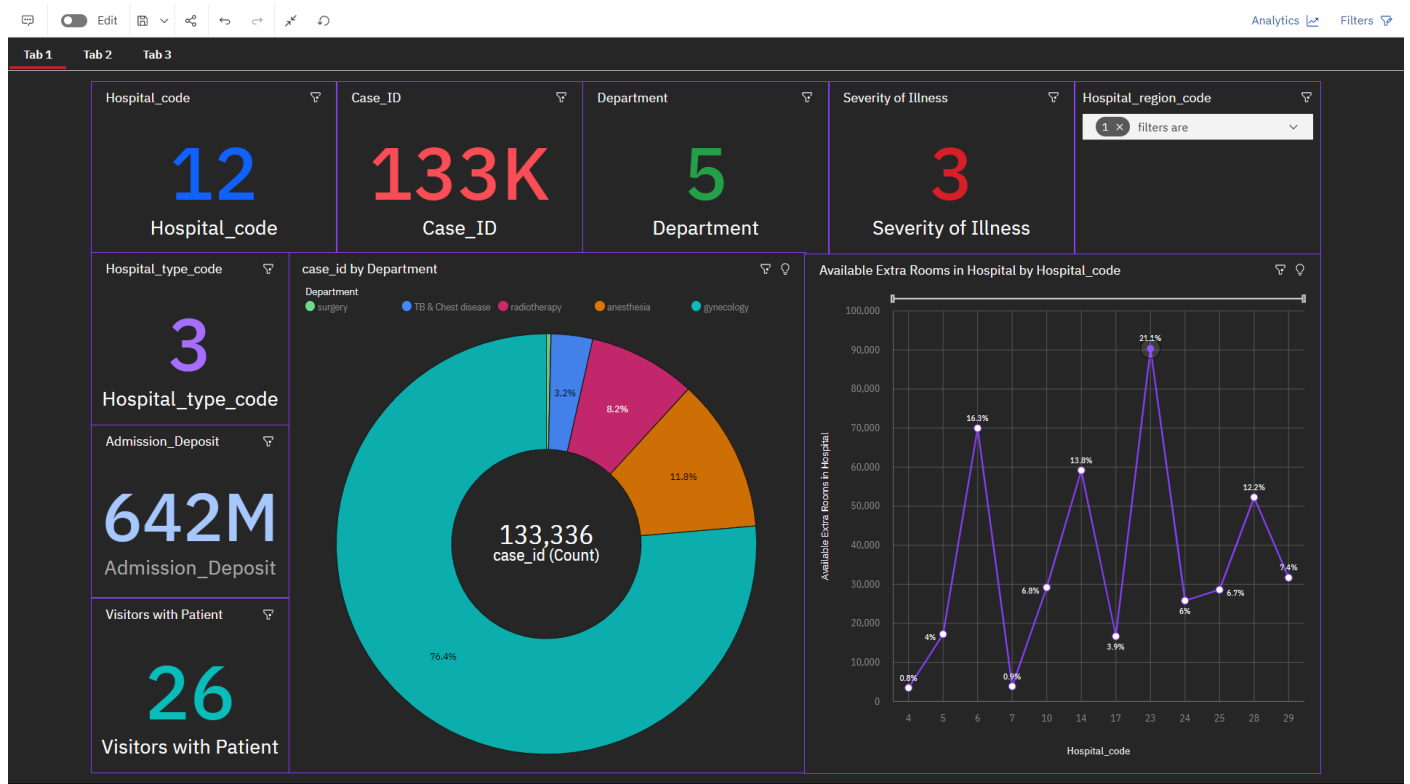 Edit
Analytics
Filters
Tab 1
Tab 2
Tab 3
Hospital_code
12
Hospital_code
Case_ID
133K
Case_ID
Department
5
Department
Severity of Illness
3
Severity of Illness
Hospital_region_code
1 × filters are
Hospital_type_code
3
Hospital_type_code
Admission_Deposit
642M
Admission_Deposit
Visitors with Patient
26
Visitors with Patient
case_id by Department
Department
surgery
TB & Chest disease
radiotherapy
anesthesia
gynecology
3.2%
8.2%
11.8%
76.4%
133,336
case_id (Count)
Available Extra Rooms in Hospital by Hospital_code
Available Extra Rooms in Hospital
100,000
90,000
80,000
70,000
60,000
50,000
40,000
30,000
20,000
10,000
0
0.8%
4%
16.3%
0.9%
6.8%
13.8%
3.9%
21.1%
6%
6.7%
12.2%
7.4%
4 5 6 7 10 14 17 23 24 25 28 29
Hospital_code